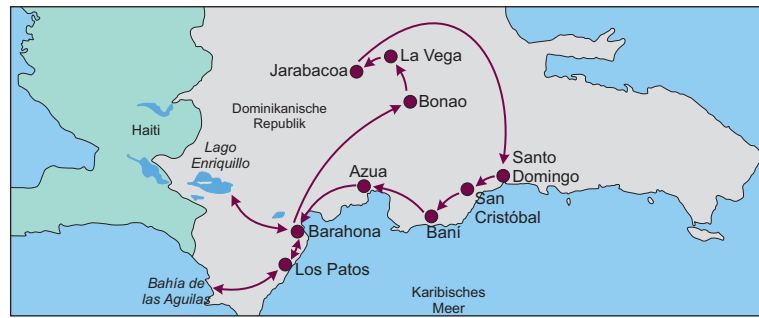 La Vega
Jarabacoa
Bonao
Dominikanische
Republik
Haiti
Lago
Enriquillo
Azua
Santo
Domingo
San
Cristóbal
Baní
Barahona
Los Patos
Bahía de
las Aguilas
Karibisches
Meer